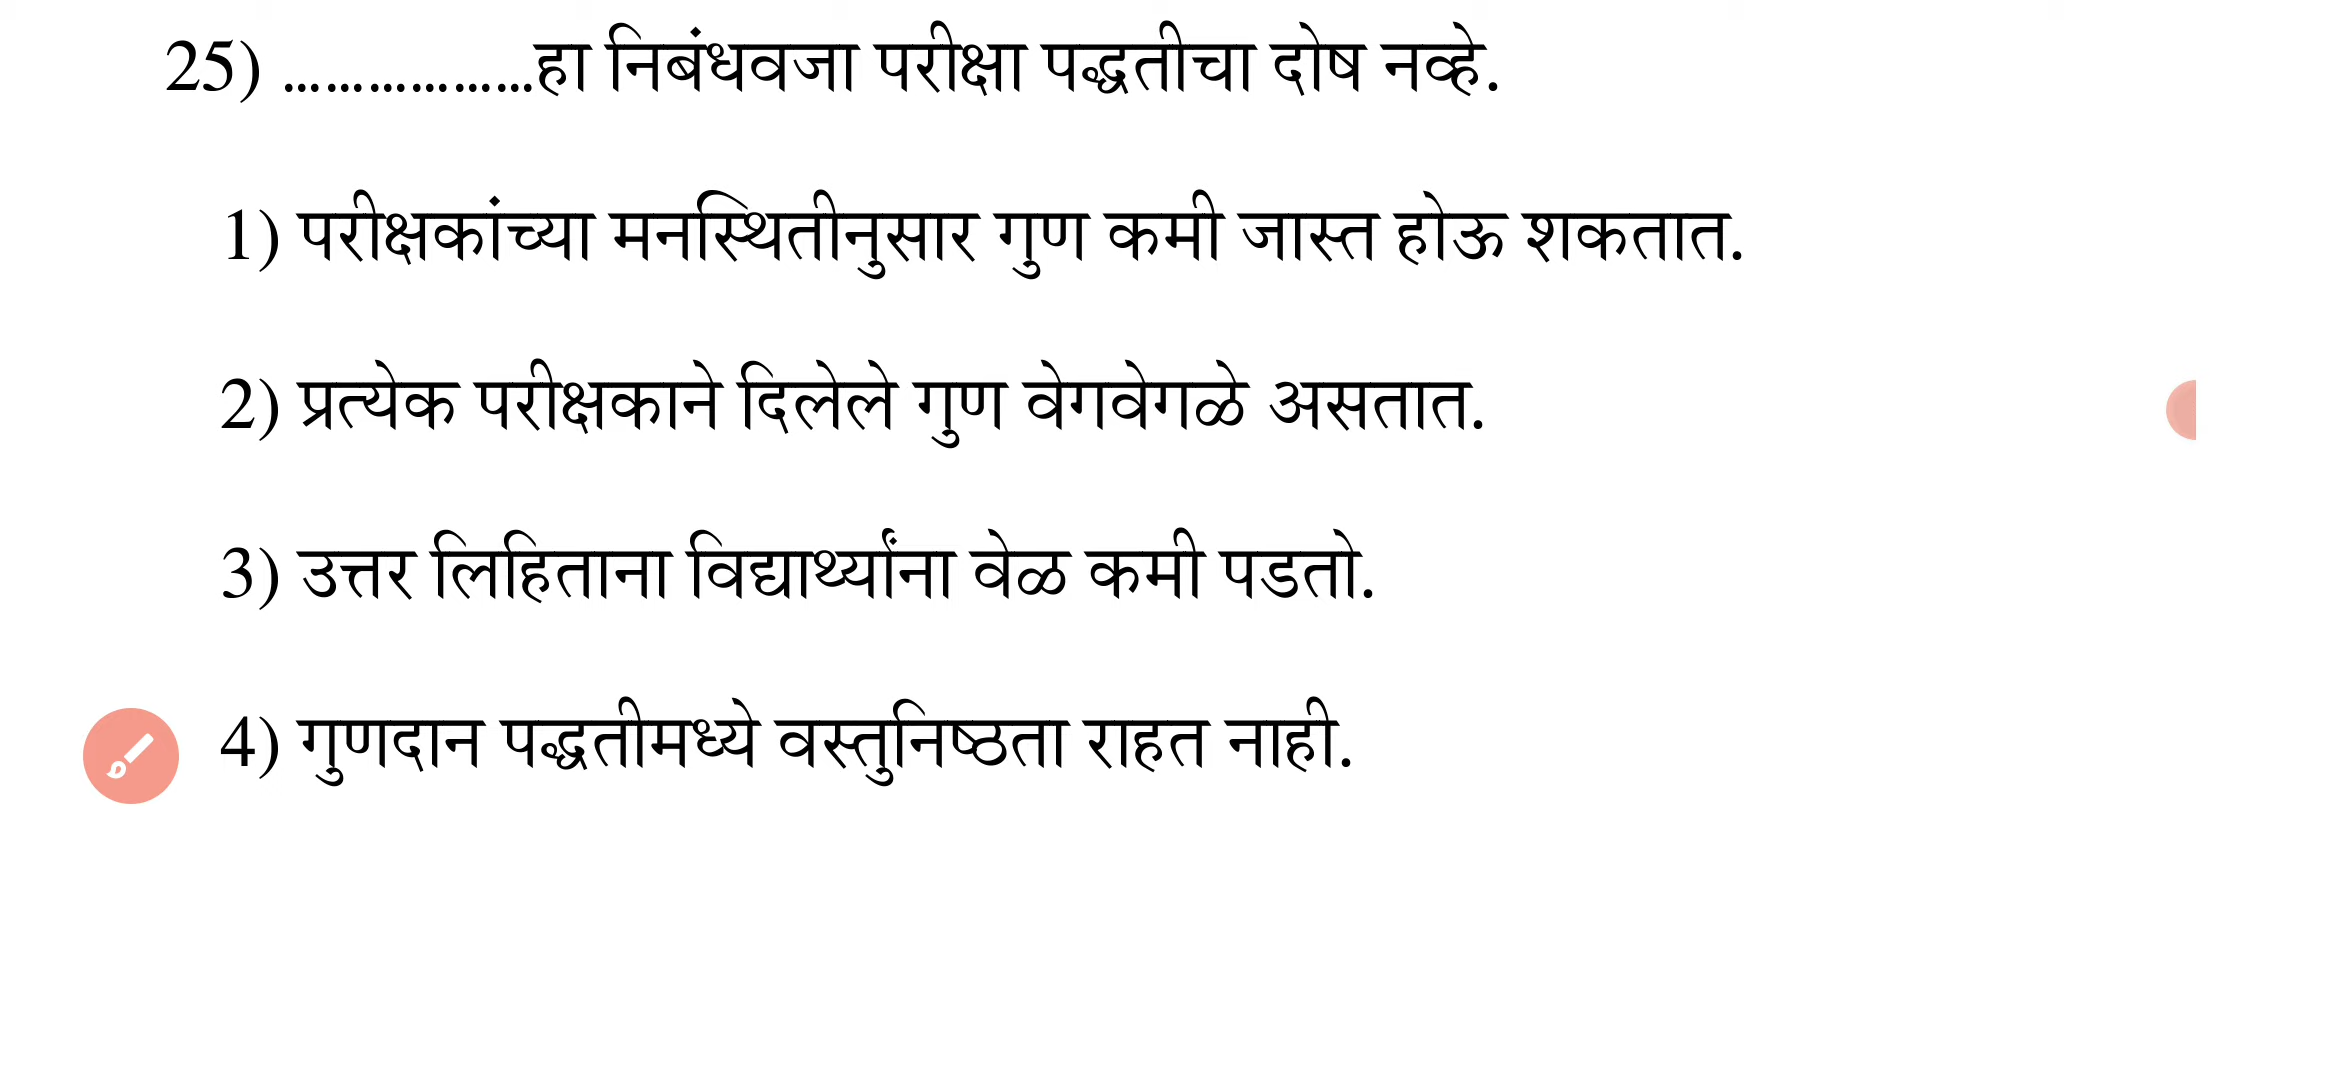 25) ..................हा निबंधवजा परीक्षा पद्धतीचा दोष नव्हे.
1) परीक्षकांच्या मनस्थितीनुसार गुण कमी जास्त होऊ शकतात.
2) प्रत्येक परीक्षकाने दिलेले गुण वेगवेगळे असतात.
3) उत्तर लिहिताना विद्यार्थ्यांना वेळ कमी पडतो.
4) गुणदान पद्धतीमध्ये वस्तुनिष्ठता राहत नाही.